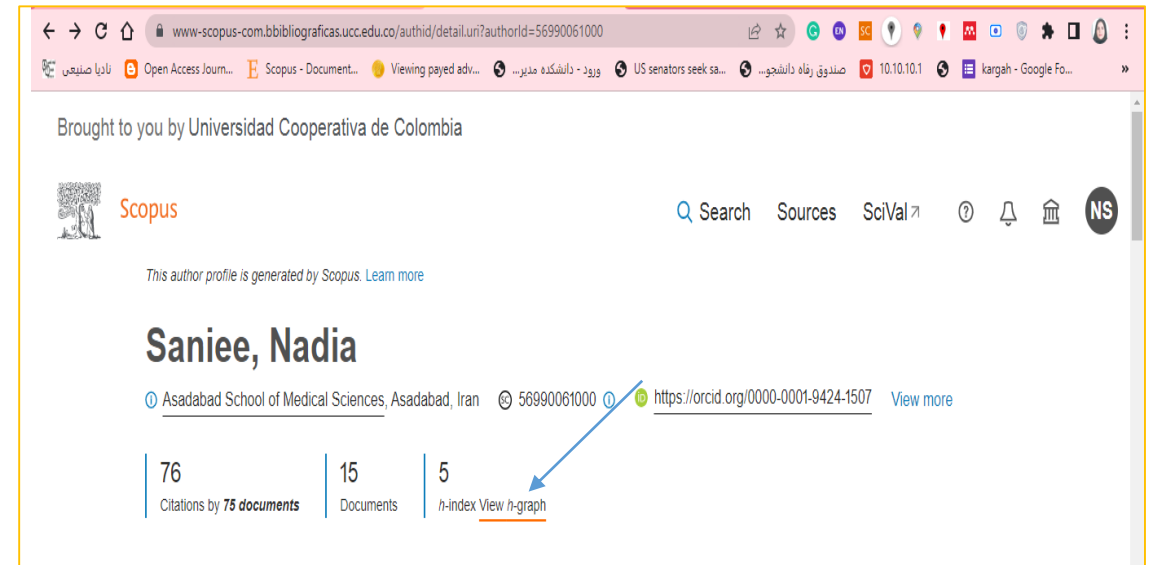 www-scopus-com.bbibliograficas.ucc.edu.co/authid/detail.uri?authorId=56990061000
نادیا صنیعی Open Access Journ... Scopus - Document... Viewing payed adv... ورود - دانشکده مدیر... US senators seek sa... صندوق رفاه دانشجو... 10.10.10.1 kargah - Google Fo... »
Brought to you by Universidad Cooperativa de Colombia
Scopus Search Sources SciVal NS
This author profile is generated by Scopus. Learn more
Saniee, Nadia
Asadabad School of Medical Sciences, Asadabad, Iran SC 56990061000 iD https://orcid.org/0000-0001-9424-1507 View more
76 15 5
Citations by 75 documents Documents h-index View h-graph